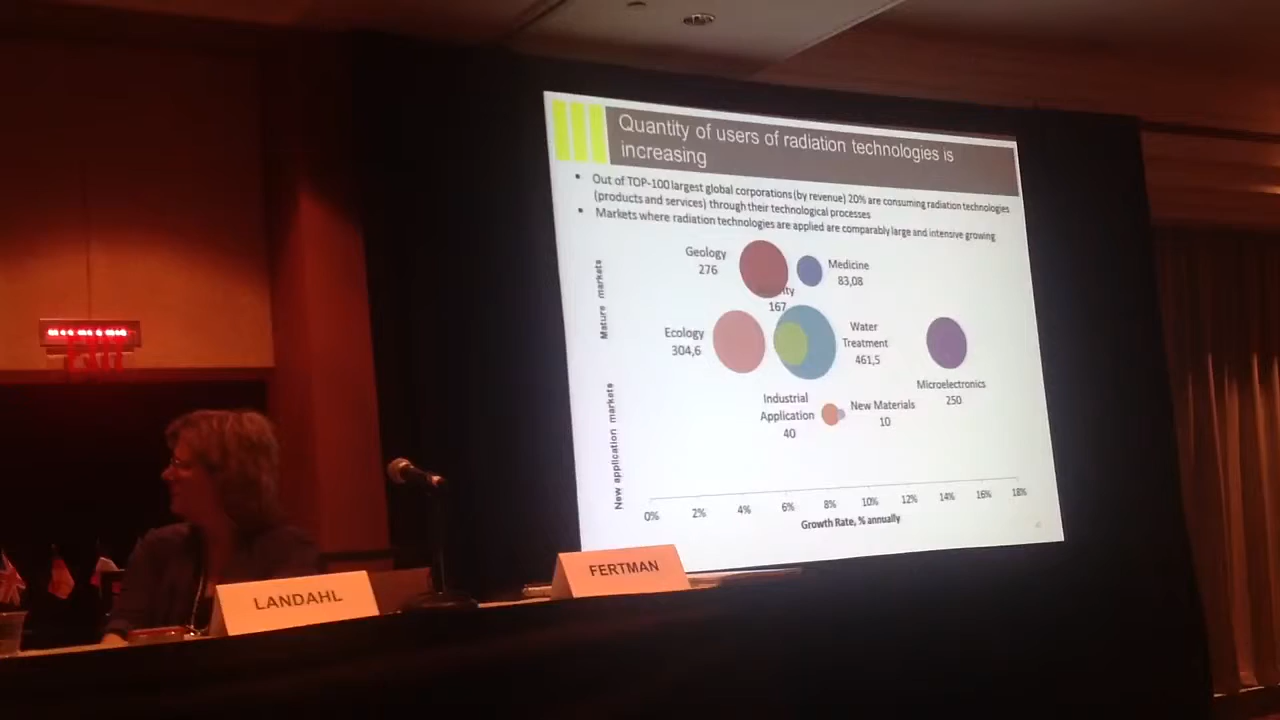 Quantity of users of radiation technologies is
increasing
• Out of TOP-100 largest global corporations (by revenue) 20% are consuming radiation technologies
(products and services) through their technological processes
• Markets where radiation technologies are applied are comparably large and intensive growing
Mature markets
New application markets
Geology
276
Medicine
83,08
167
Ecology
304,6
Water
Treatment
461,5
Microelectronics
250
Industrial
Application
40
New Materials
10
0% 2% 4% 6% 8% 10% 12% 14% 16% 18%
Growth Rate, % annually
EXIT
LANDAHL
FERTMAN